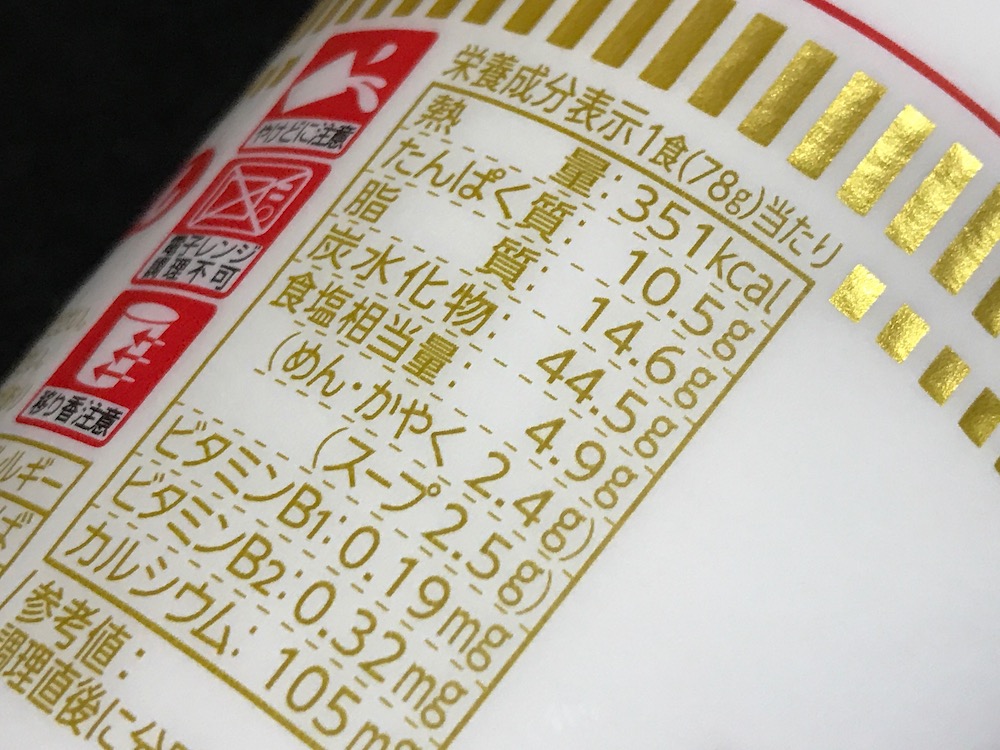 やけどに注意
電子レンジ
調理不可
移り香注意
栄養成分表示1食(78g)当たり
熱量:351kcal
たんぱく質:10.5g
脂質:14.6g
炭水化物:44.5g
食塩相当量:4.9g
(めん・かやく 2.4g)
(スープ 2.5g)
ビタミンB1:0.19mg
ビタミンB2:0.32mg
カルシウム:105mg
参考値:
調理直後に分
ルギー
ば